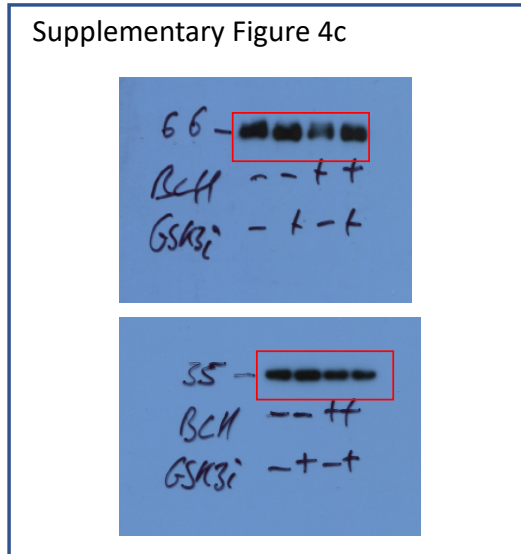 Supplementary Figure 4c
66 -
BCH - - + +
GSK3i - + - +
35 -
BCH - - + +
GSK3i - + - +